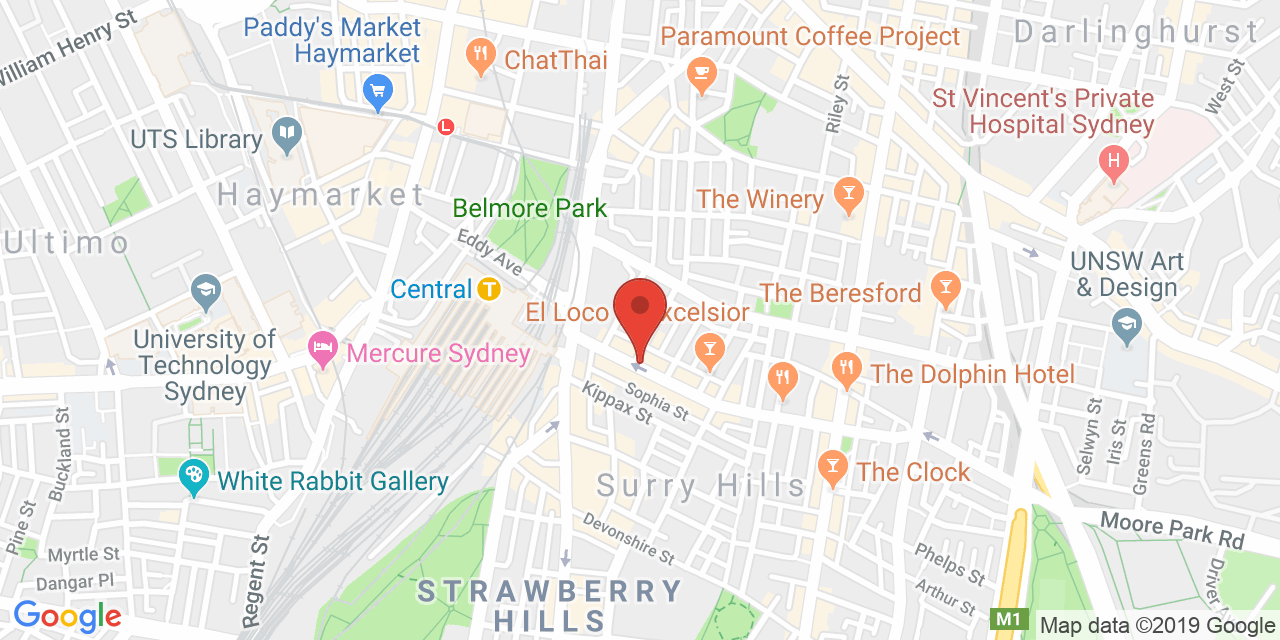 William Henry St
Paddy's Market
Haymarket
ChatThai
Paramount Coffee Project
Darlinghurst
Riley St
West St
St Vincent's Private
Hospital Sydney
H
L
UTS Library
Haymarket
The Winery
Belmore Park
Ultimo
Eddy Ave
UNSW Art
& Design
Central
T
The Beresford
El Loco
xcelsior
University of
Technology
Sydney
Mercure Sydney
The Dolphin Hotel
Sophia St
Kippax St
Buckland St
Selwyn St
Iris St
Greens Rd
White Rabbit Gallery
The Clock
Surry Hills
Pine St
Regent St
Devonshire St
Moore Park Rd
Myrtle St
Dangar Pl
Phelps St
Arthur St
Driver A
STRAWBERRY
HILLS
Google
M1
Map data ©2019 Google